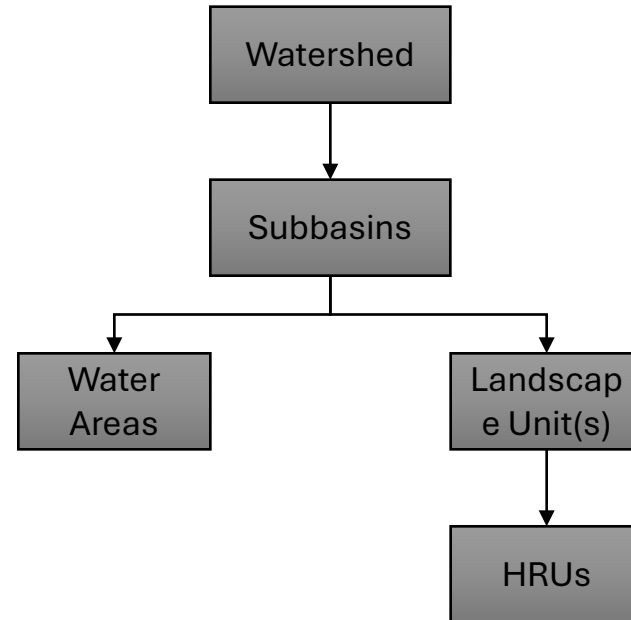 Watershed
Subbasins
Water
Areas
Landscap
e Unit(s)
HRUs